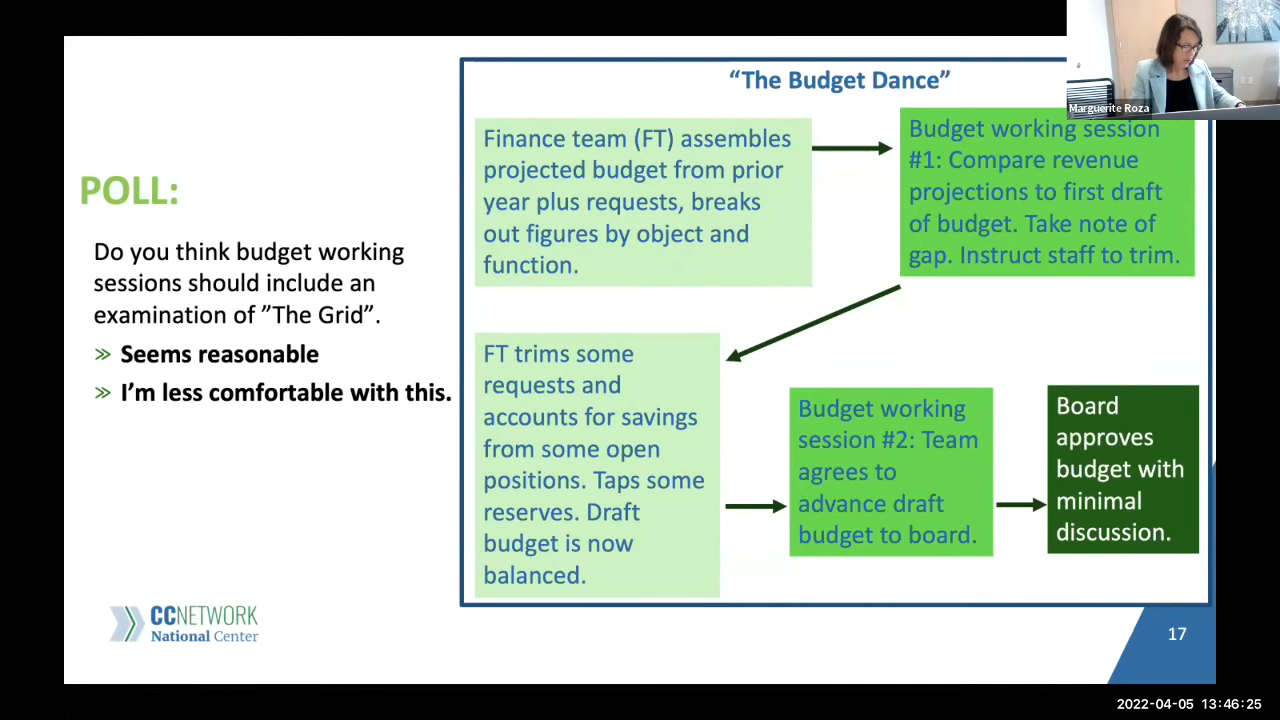 POLL:
Do you think budget working
sessions should include an
examination of ”The Grid”.
» Seems reasonable
» I’m less comfortable with this.
“The Budget Dance”
Finance team (FT) assembles
projected budget from prior
year plus requests, breaks
out figures by object and
function.
Budget working session
#1: Compare revenue
projections to first draft
of budget. Take note of
gap. Instruct staff to trim.
FT trims some
requests and
accounts for savings
from some open
positions. Taps some
reserves. Draft
budget is now
balanced.
Budget working
session #2: Team
agrees to
advance draft
budget to board.
Board
approves
budget with
minimal
discussion.
Marguerite Roza
CCNETWORK
National Center
17
2022-04-05 13:46:25